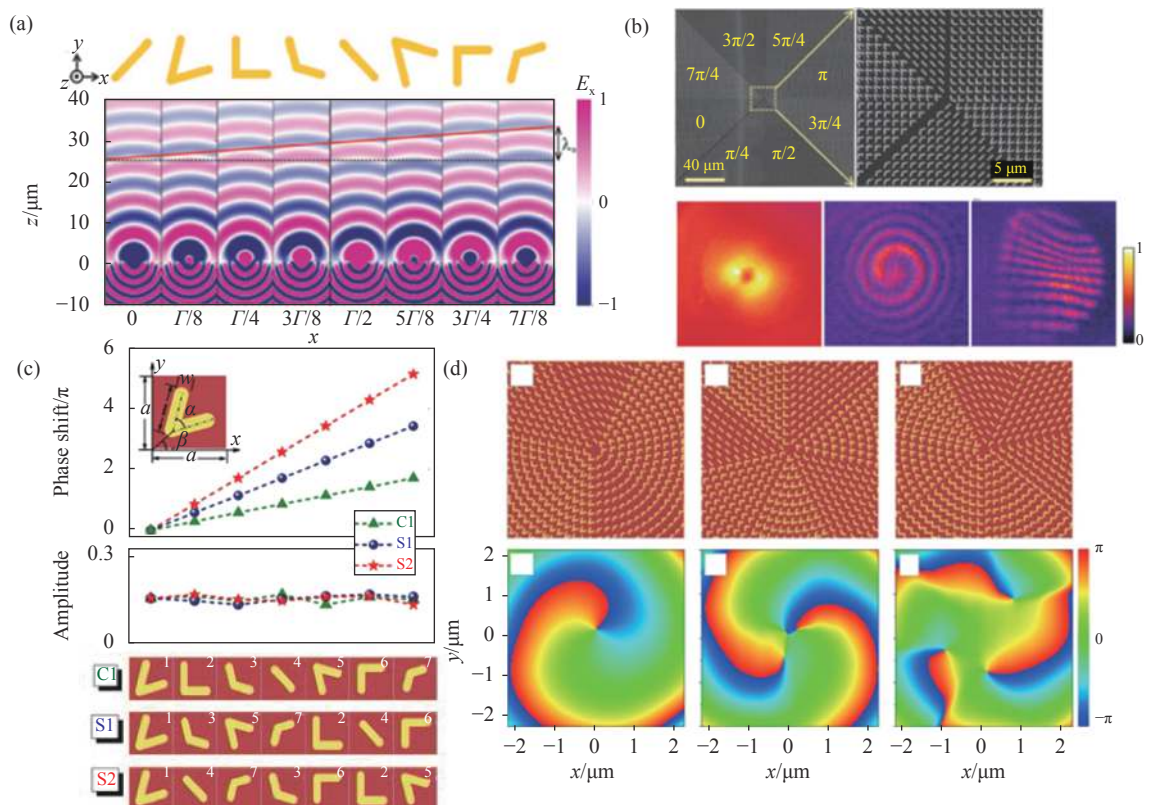 (a)
y
z
x
E_x
40
30
20
10
0
−10
z/μm
1
0
−1
0 Γ/8 Γ/4 3Γ/8 Γ/2 5Γ/8 3Γ/4 7Γ/8
x
(b)
3π/2 5π/4
7π/4 π
0 3π/4
π/4 π/2
40 μm
5 μm
1
0
(c)
6
4
2
0
Phase shift/π
y
w
a
l
α
β
x
a
C1
S1
S2
0.3
0
Amplitude
C1 1 2 3 4 5 6 7
S1 1 3 5 7 2 4 6
S2 1 4 7 3 6 2 5
(d)
2
1
0
−1
−2
y/μm
π
0
−π
−2 −1 0 1 2
−2 −1 0 1 2
−2 −1 0 1 2
x/μm
x/μm
x/μm